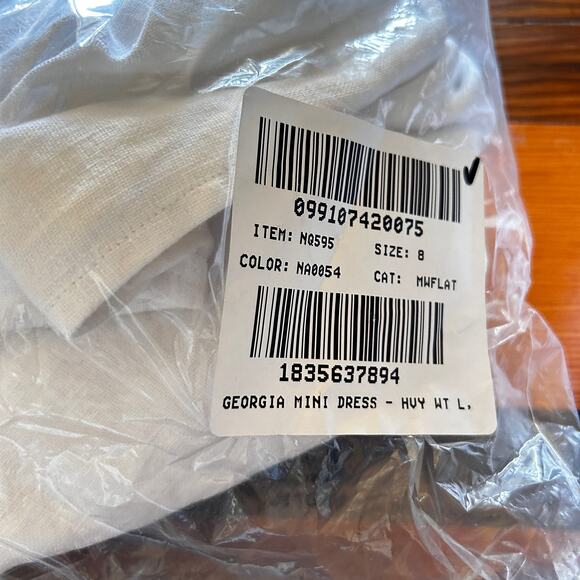 099107420075
ITEM: NQ595 SIZE: 8
COLOR: NA0054 CAT: MWFLAT
1835637894
GEORGIA MINI DRESS - HVY WT L,